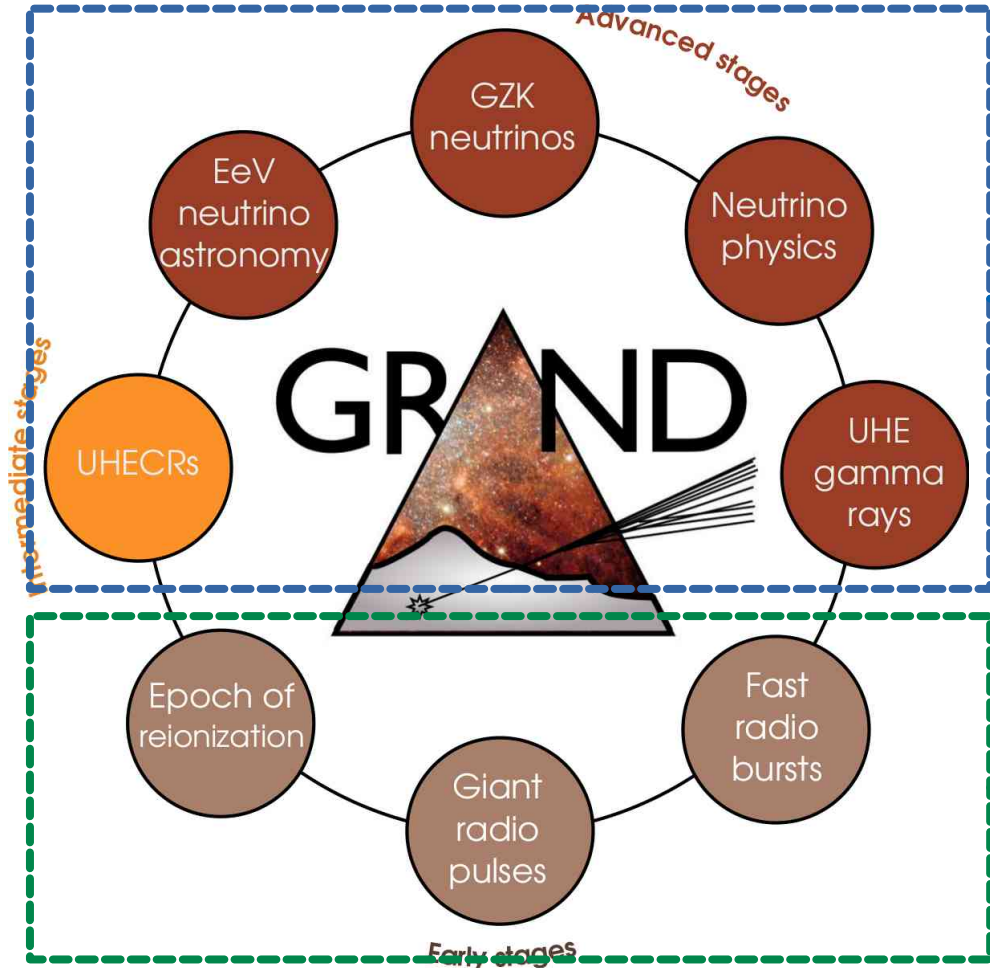 Advanced stages
GZK
neutrinos
EeV
neutrino
astronomy
Neutrino
physics
GRAND
Intermediate stages
UHECRs
UHE
gamma
rays
Epoch of
reionization
Fast
radio
bursts
Giant
radio
pulses
Early stages